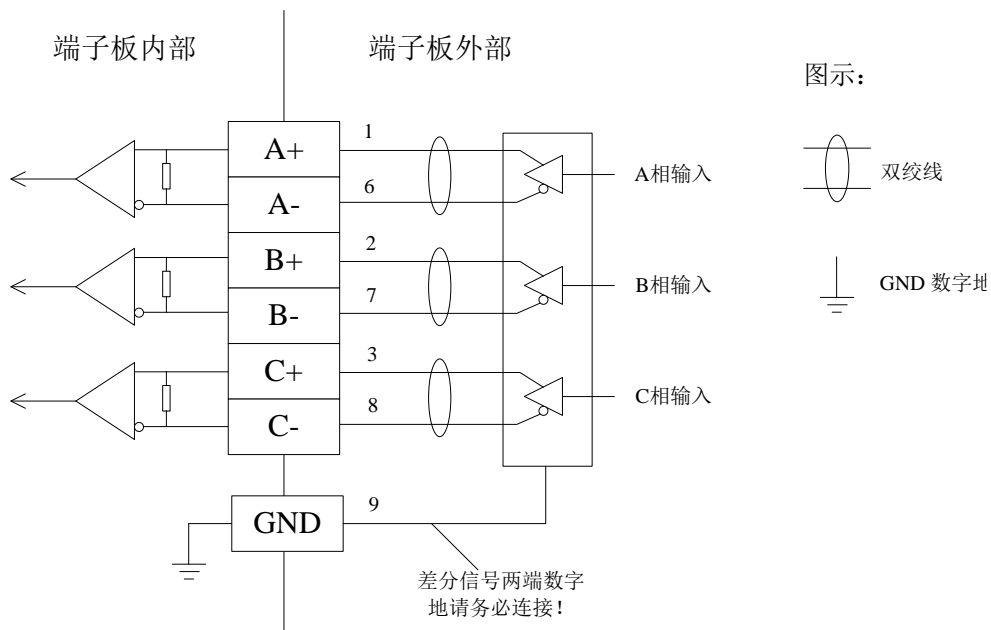 端子板内部
端子板外部
图示：
A+
1
A-
6
A相输入
B+
2
B-
7
B相输入
C+
3
C-
8
C相输入
双绞线
GND 数字地
GND
9
差分信号两端数字
地请务必连接！